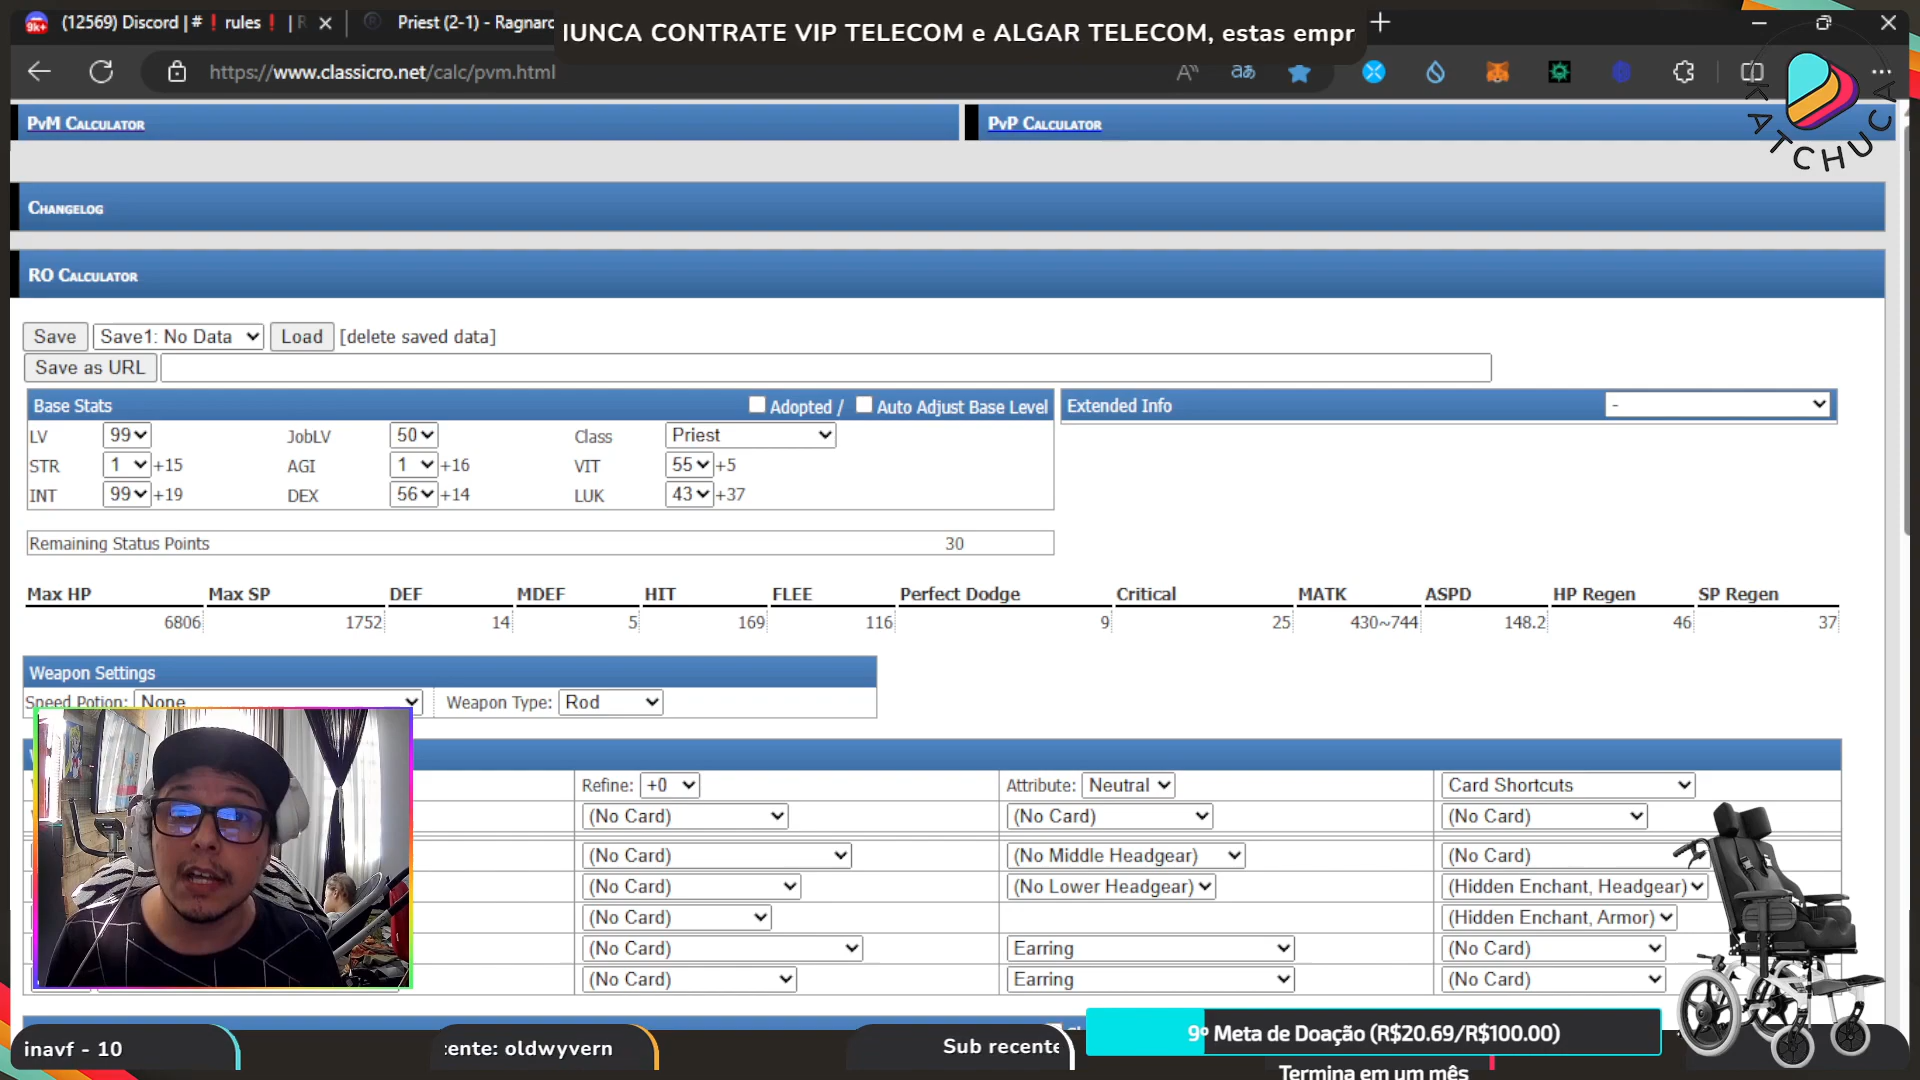 (12569) Discord | #❗rules❗ | (R
Priest (2-1) - Ragnaro
IUNCA CONTRATE VIP TELECOM e ALGAR TELECOM, estas empr
https://www.classicro.net/calc/pvm.html
KATCHUCA
PvM Calculator
PvP Calculator
Changelog
RO Calculator
Save
Save1: No Data
Load
[delete saved data]
Save as URL
Base Stats
Adopted /
Auto Adjust Base Level
Extended Info
-
LV 99
JobLV 50
Class Priest
STR 1 +15
AGI 1 +16
VIT 55 +5
INT 99 +19
DEX 56 +14
LUK 43 +37
Remaining Status Points 30
Max HP Max SP DEF MDEF HIT FLEE Perfect Dodge Critical MATK ASPD HP Regen SP Regen
6806 1752 14 5 169 116 9 25 430~744 148.2 46 37
Weapon Settings
Speed Potion: None
Weapon Type: Rod
Refine: +0
Attribute: Neutral
Card Shortcuts
(No Card)
(No Card)
(No Card)
(No Card)
(No Middle Headgear)
(No Card)
(No Card)
(No Lower Headgear)
(Hidden Enchant, Headgear)
(No Card)
(Hidden Enchant, Armor)
(No Card)
Earring
(No Card)
(No Card)
Earring
(No Card)
inavf - 10
:ente: oldwyvern
Sub recente
9º Meta de Doação (R$20.69/R$100.00)
Termina em um mês